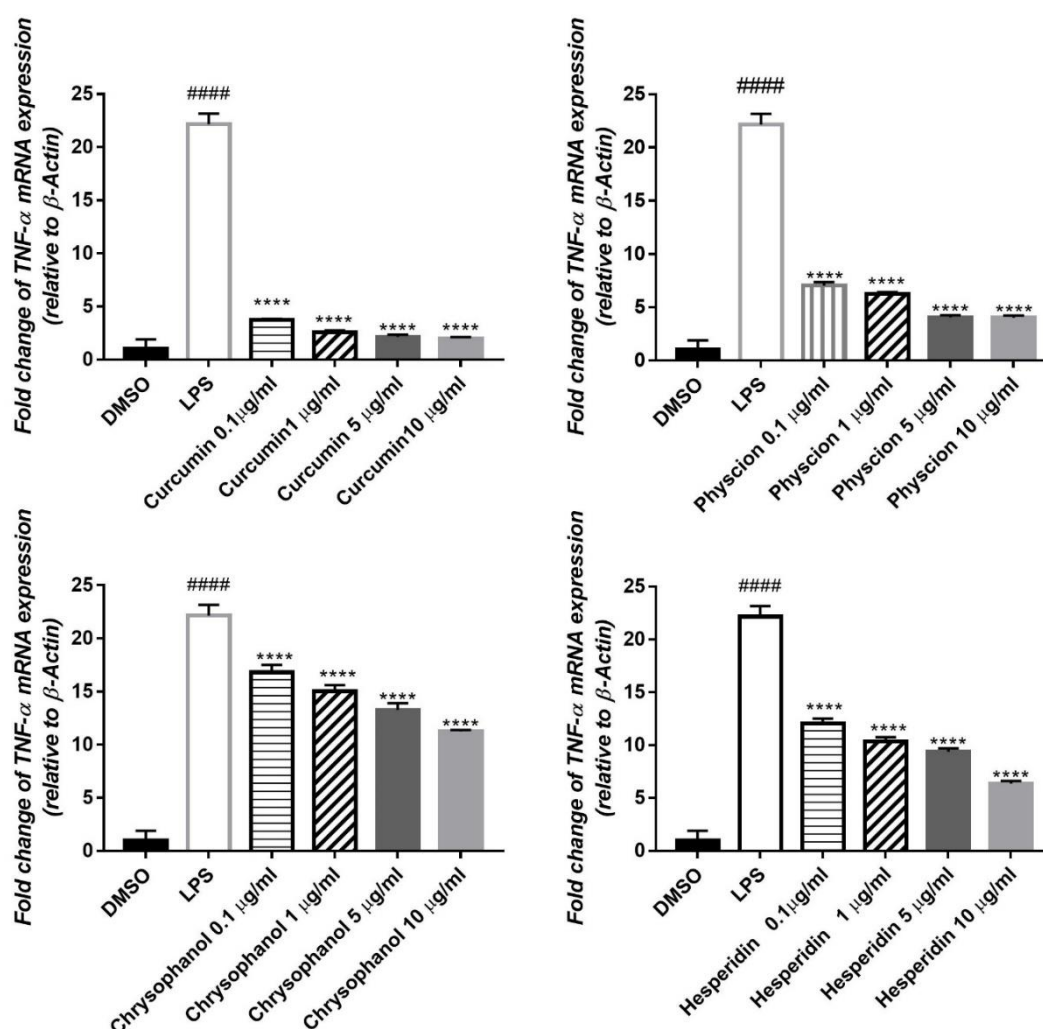 Fold change of TNF-α mRNA expression
(relative to β-Actin)
25
20
15
10
5
0
####
****
****
****
****
DMSO
LPS
Curcumin 0.1μg/ml
Curcumin1 μg/ml
Curcumin 5 μg/ml
Curcumin10 μg/ml
Fold change of TNF-α mRNA expression
(relative to β-Actin)
25
20
15
10
5
0
####
****
****
****
****
DMSO
LPS
Physcion 0.1 μg/ml
Physcion 1 μg/ml
Physcion 5 μg/ml
Physcion 10 μg/ml
Fold change of TNF-α mRNA expression
(relative to β-Actin)
25
20
15
10
5
0
####
****
****
****
****
DMSO
LPS
Chrysophanol 0.1 μg/ml
Chrysophanol 1 μg/ml
Chrysophanol 5 μg/ml
Chrysophanol 10 μg/ml
Fold change of TNF-α mRNA expression
(relative to β-Actin)
25
20
15
10
5
0
####
****
****
****
****
DMSO
LPS
Hesperidin 0.1μg/ml
Hesperidin 1 μg/ml
Hesperidin 5 μg/ml
Hesperidin 10 μg/ml